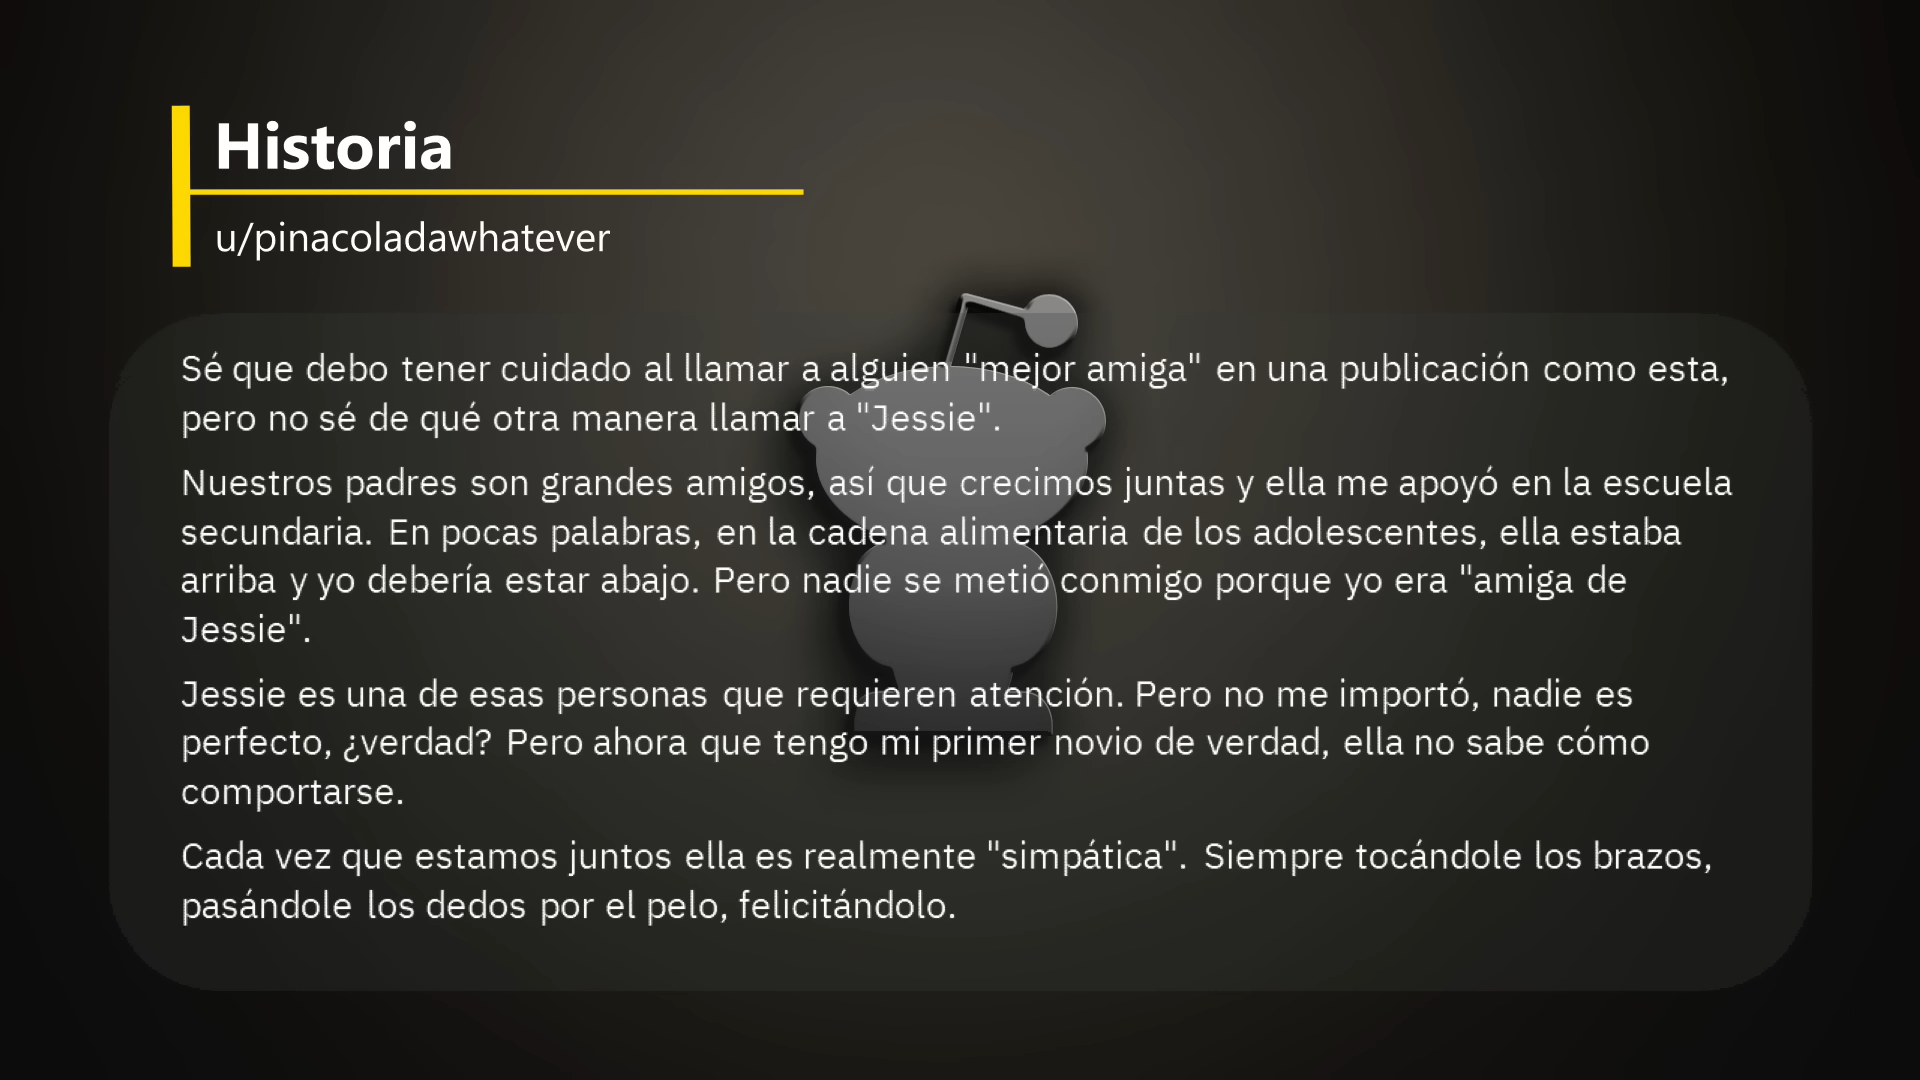 Historia
u/pinacoladawhatever
Sé que debo tener cuidado al llamar a alguien "mejor amiga" en una publicación como esta,
pero no sé de qué otra manera llamar a "Jessie".
Nuestros padres son grandes amigos, así que crecimos juntas y ella me apoyó en la escuela
secundaria. En pocas palabras, en la cadena alimentaria de los adolescentes, ella estaba
arriba y yo debería estar abajo. Pero nadie se metió conmigo porque yo era "amiga de
Jessie".
Jessie es una de esas personas que requieren atención. Pero no me importó, nadie es
perfecto, ¿verdad? Pero ahora que tengo mi primer novio de verdad, ella no sabe cómo
comportarse.
Cada vez que estamos juntos ella es realmente "simpática". Siempre tocándole los brazos,
pasándole los dedos por el pelo, felicitándolo.